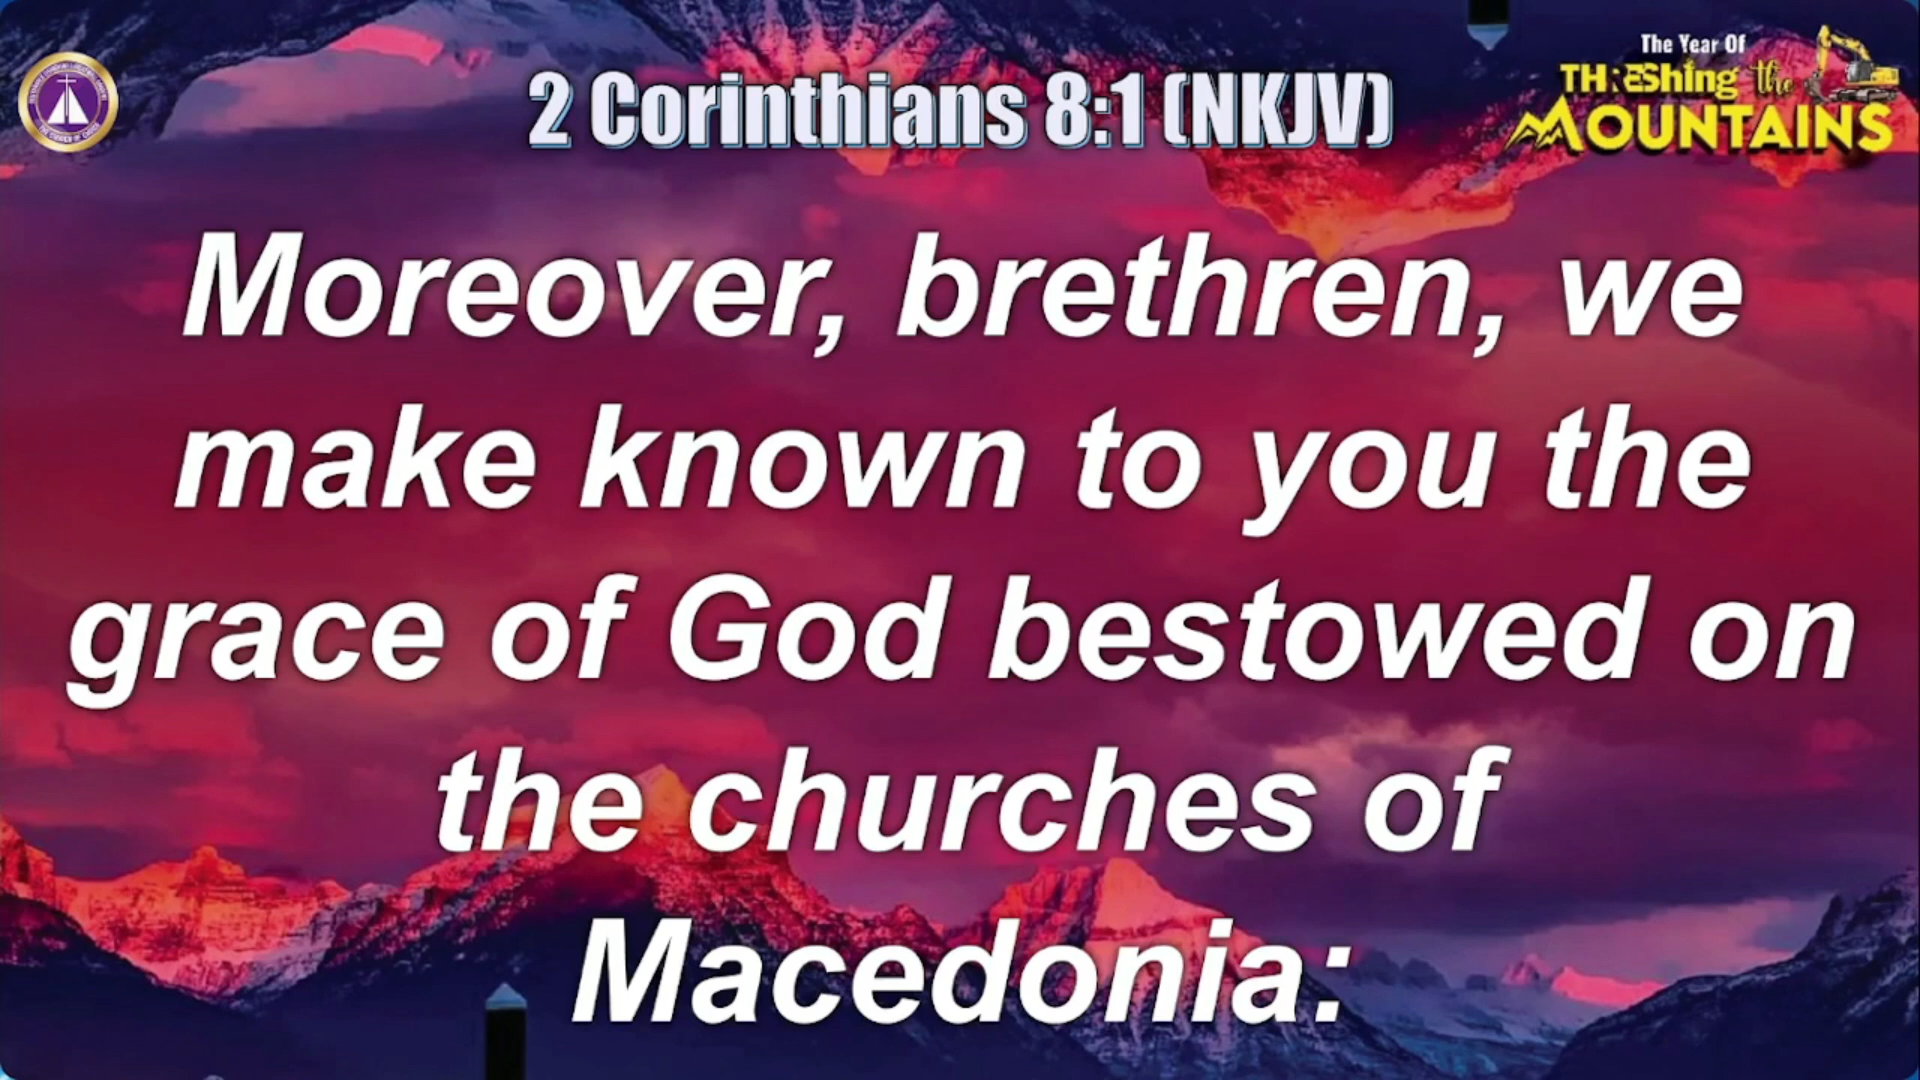 2 Corinthians 8:1 (NKJV)
The Year Of
THRESHING the
MOUNTAINS
Moreover, brethren, we
make known to you the
grace of God bestowed on
the churches of
Macedonia: